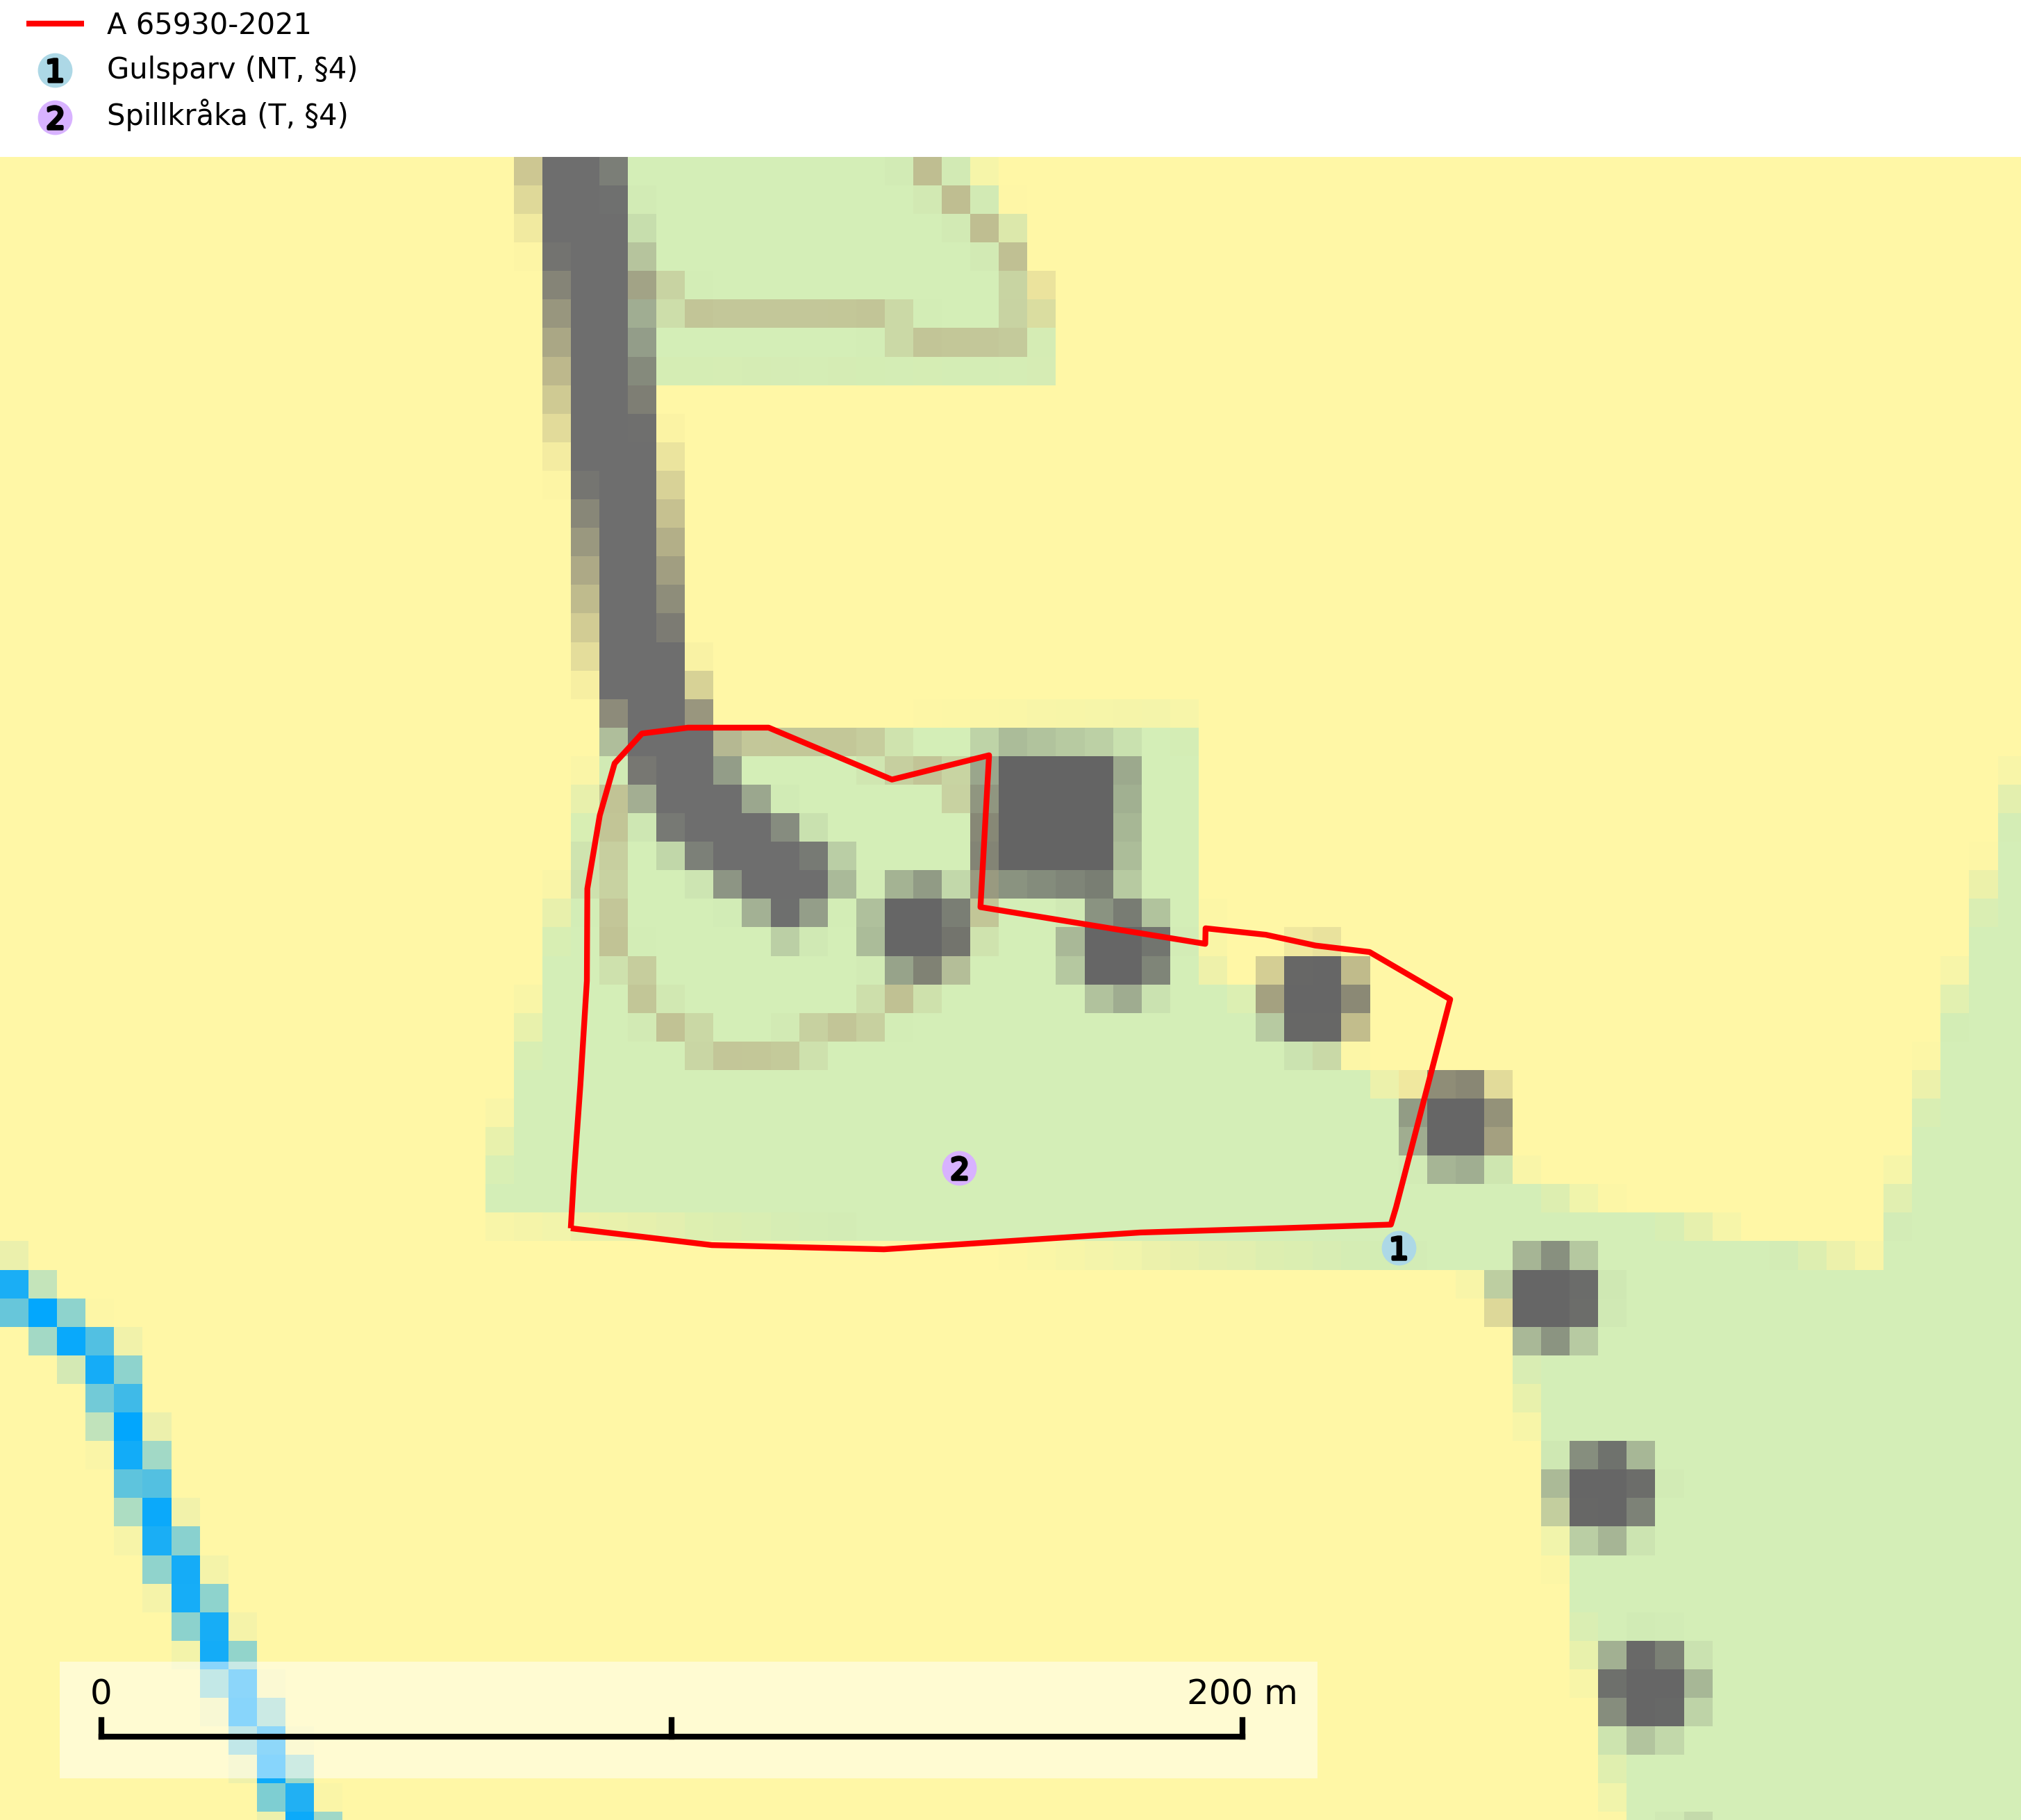 A 65930-2021
1 Gulsparv (NT, §4)
2 Spillkråka (T, §4)
2
1
0 200 m